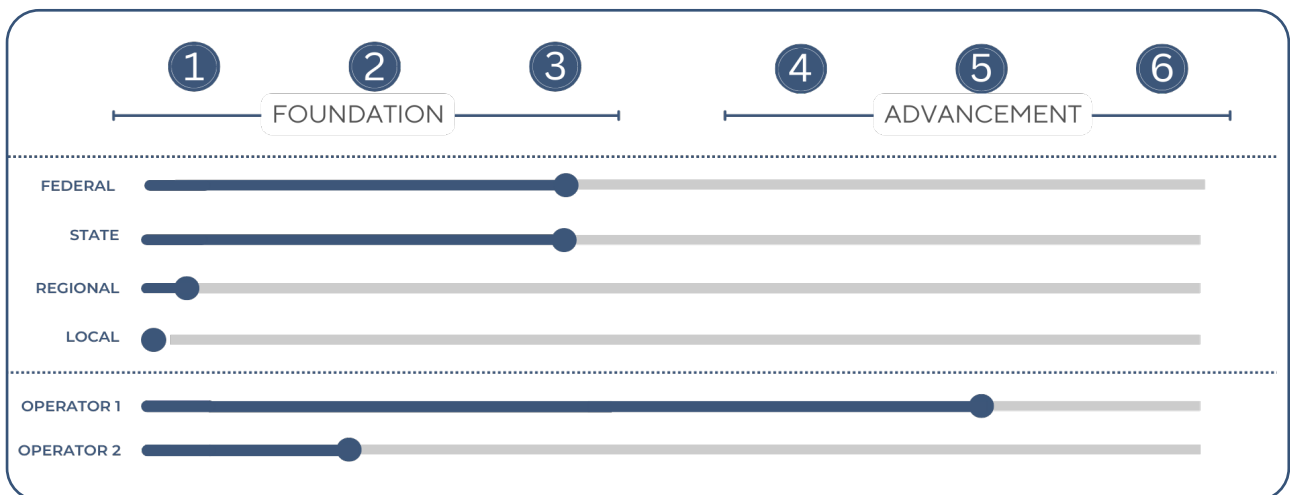 1 2 3 4 5 6
FOUNDATION ADVANCEMENT
FEDERAL
STATE
REGIONAL
LOCAL
OPERATOR 1
OPERATOR 2